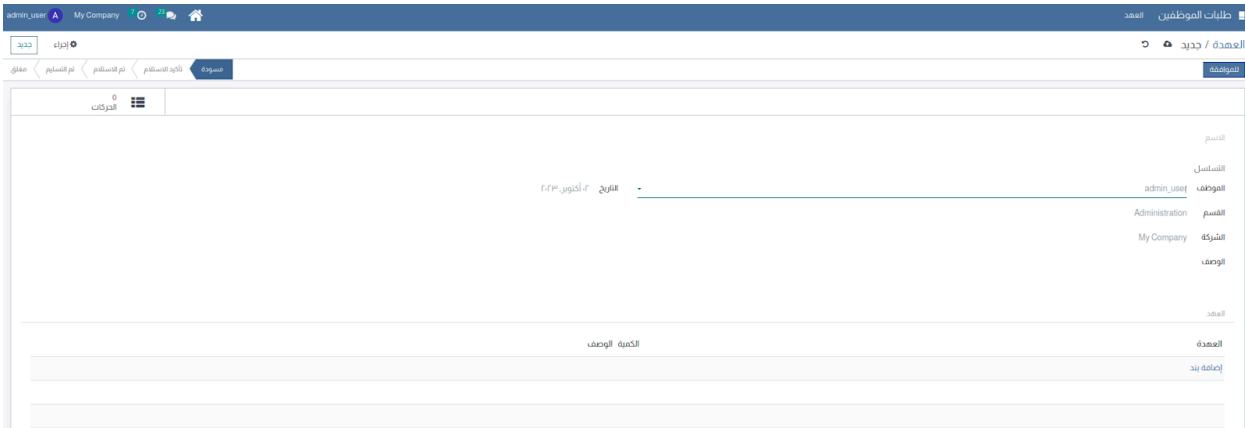 طلبات الموظفين العهد 23 7 My Company A admin_user
العهدة / جديد إجراء جديد
للموافقة مسودة تأكيد الاستلام تم الاستلام تم التسليم مغلق
0
الحركات
الاسم
التسلسل
الموظف admin_user التاريخ ٠٢ أكتوبر، ٢٠٢٣
القسم Administration
الشركة My Company
الوصف
العهد
العهدة الكمية الوصف
إضافة بند